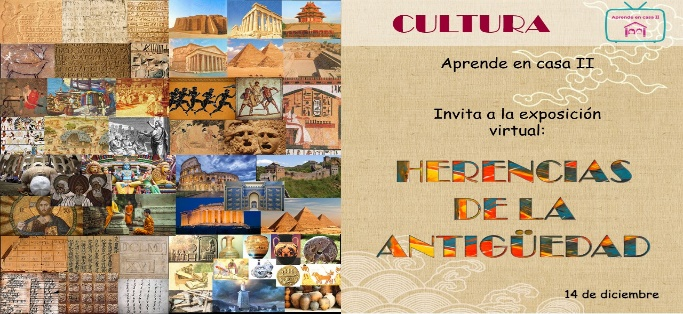 CULTURA
Aprende en casa II
Aprende en casa II
Invita a la exposición
virtual:
HERENCIAS
DE LA
ANTIGÜEDAD
14 de diciembre